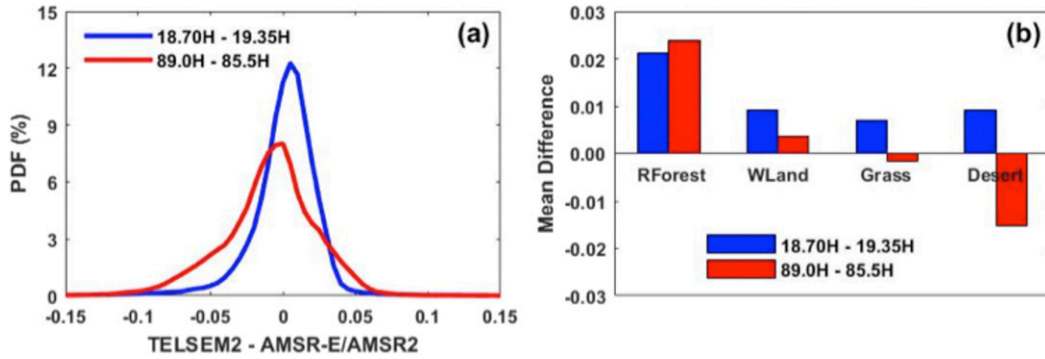 15
12
9
6
3
0
PDF (%)
18.70H - 19.35H
89.0H - 85.5H
(a)
-0.15 -0.1 -0.05 0 0.05 0.1 0.15
TELSEM2 - AMSR-E/AMSR2
0.03
0.02
0.01
0.00
-0.01
-0.02
-0.03
Mean Difference
(b)
RForest WLand Grass Desert
18.70H - 19.35H
89.0H - 85.5H